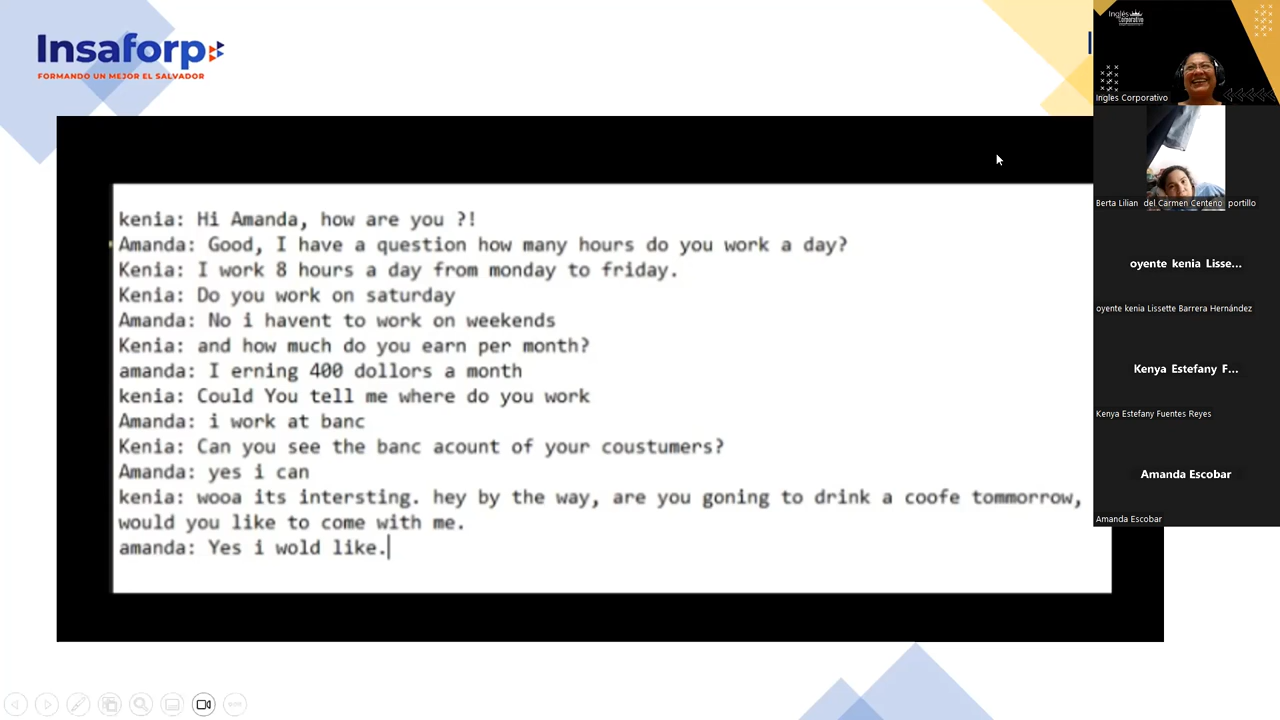 Insaforp
FORMANDO UN MEJOR EL SALVADOR
kenia: Hi Amanda, how are you ?!
Amanda: Good, I have a question how many hours do you work a day?
Kenia: I work 8 hours a day from monday to friday.
Kenia: Do you work on saturday
Amanda: No i havent to work on weekends
Kenia: and how much do you earn per month?
amanda: I erning 400 dollors a month
kenia: Could You tell me where do you work
Amanda: i work at banc
Kenia: Can you see the banc acount of your coustumers?
Amanda: yes i can
kenia: wooa its intersting. hey by the way, are you goning to drink a coofe tommorrow,
would you like to come with me.
amanda: Yes i wold like.
Inglés
Corporativo
Ingles Corporativo
Berta Lilian del Carmen Centeno portillo
oyente kenia Lisse...
oyente kenia Lissette Barrera Hernández
Kenya Estefany F...
Kenya Estefany Fuentes Reyes
Amanda Escobar
Amanda Escobar